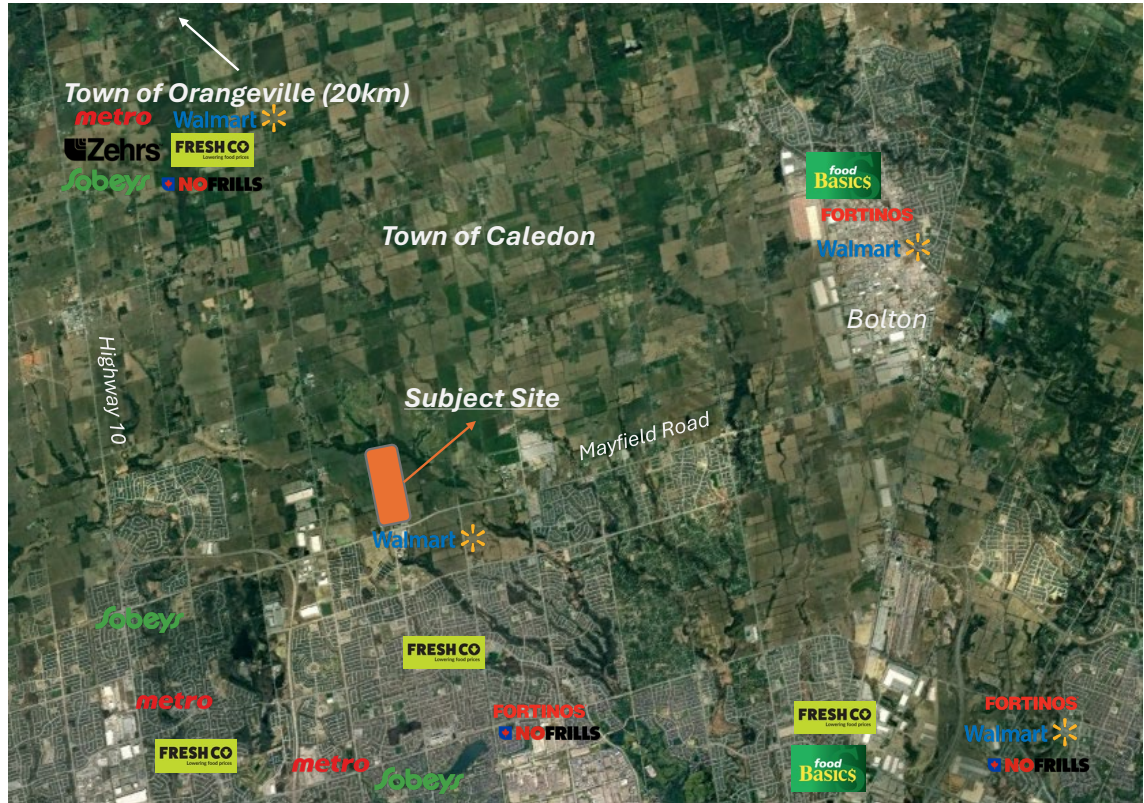 Town of Orangeville (20km)
metro Walmart
Zehrs FRESHCO
Lowering food prices
Sobeys NOFRILLS
food
Basics
FORTINOS
Walmart
Town of Caledon
Bolton
Highway 10
Subject Site
Mayfield Road
Walmart
Sobeys
FRESHCO
Lowering food prices
metro
FORTINOS
NOFRILLS
FRESHCO
Lowering food prices
FORTINOS
Walmart
NOFRILLS
FRESHCO
Lowering food prices
metro
Sobeys
food
Basics